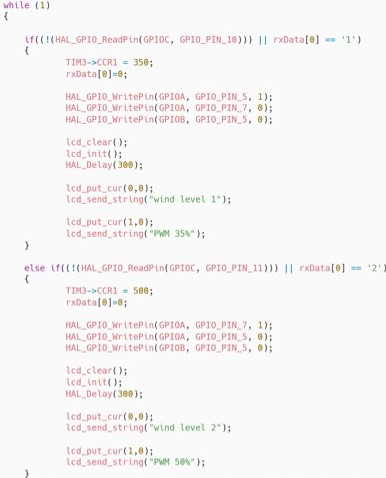 while (1)
{
if((!(HAL_GPIO_ReadPin(GPIOC, GPIO_PIN_10))) || rxData[0] == '1')
{
TIM3->CCR1 = 350;
rxData[0]=0;
HAL_GPIO_WritePin(GPIOA, GPIO_PIN_5, 1);
HAL_GPIO_WritePin(GPIOA, GPIO_PIN_7, 0);
HAL_GPIO_WritePin(GPIOB, GPIO_PIN_5, 0);
lcd_clear();
lcd_init();
HAL_Delay(300);
lcd_put_cur(0,0);
lcd_send_string("wind level 1");
lcd_put_cur(1,0);
lcd_send_string("PWM 35%");
}
else if((!(HAL_GPIO_ReadPin(GPIOC, GPIO_PIN_11))) || rxData[0] == '2')
{
TIM3->CCR1 = 500;
rxData[0]=0;
HAL_GPIO_WritePin(GPIOA, GPIO_PIN_7, 1);
HAL_GPIO_WritePin(GPIOA, GPIO_PIN_5, 0);
HAL_GPIO_WritePin(GPIOB, GPIO_PIN_5, 0);
lcd_clear();
lcd_init();
HAL_Delay(300);
lcd_put_cur(0,0);
lcd_send_string("wind level 2");
lcd_put_cur(1,0);
lcd_send_string("PWM 50%");
}